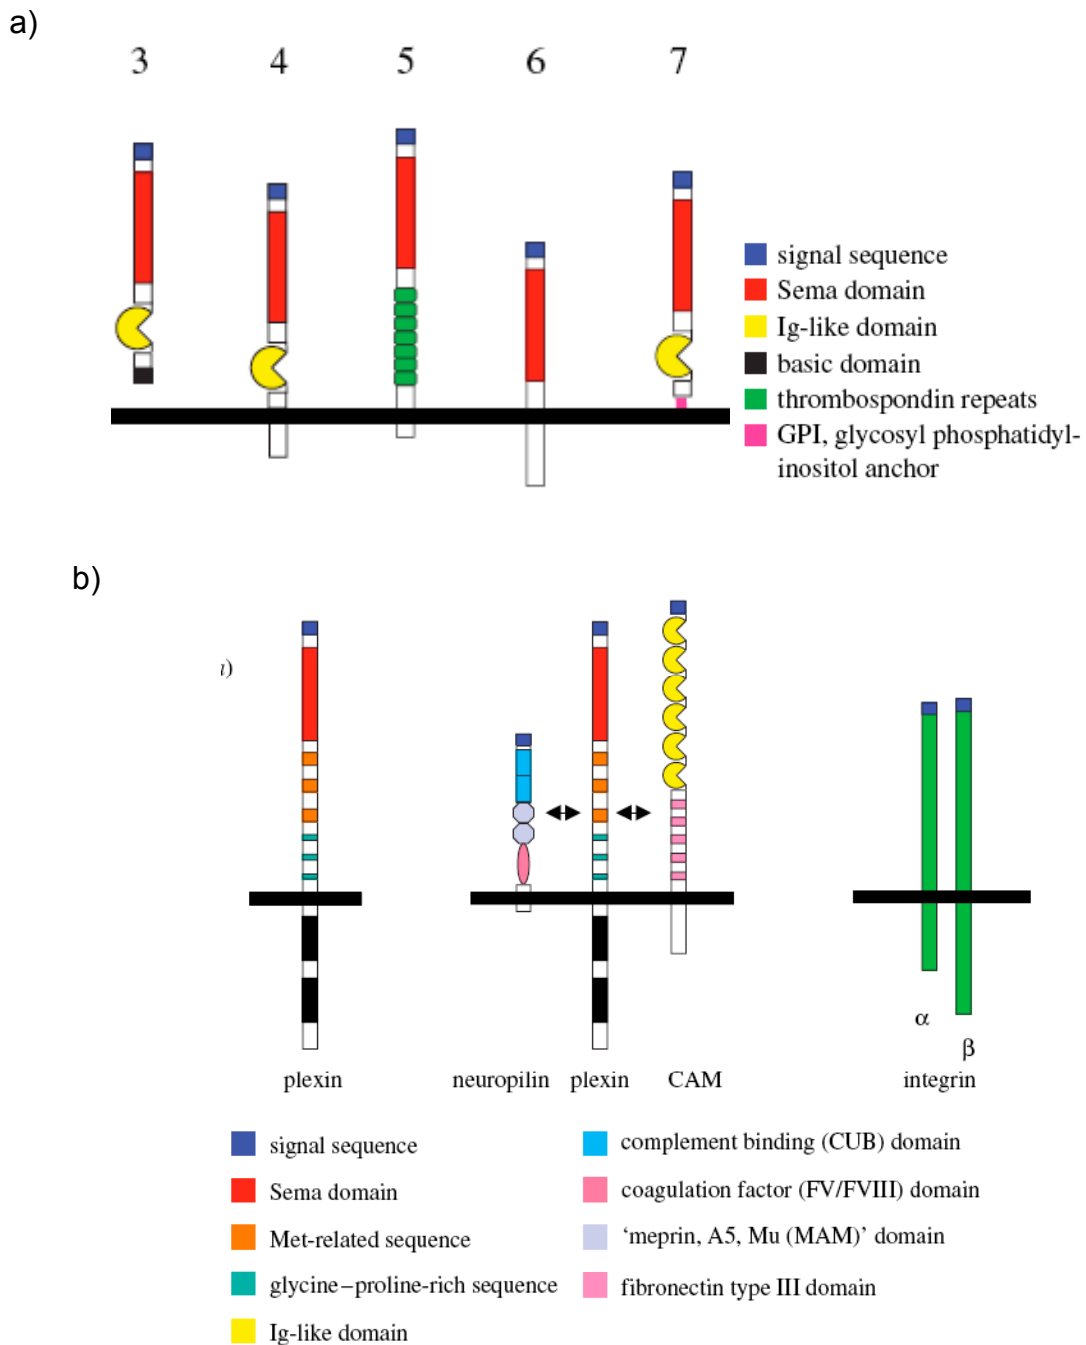 a)
3 4 5 6 7
signal sequence
Sema domain
Ig-like domain
basic domain
thrombospondin repeats
GPI, glycosyl phosphatidyl-
inositol anchor
b)
ı)
α
β
plexin neuropilin plexin CAM integrin
signal sequence
Sema domain
Met-related sequence
glycine–proline-rich sequence
Ig-like domain
complement binding (CUB) domain
coagulation factor (FV/FVIII) domain
‘meprin, A5, Mu (MAM)’ domain
fibronectin type III domain